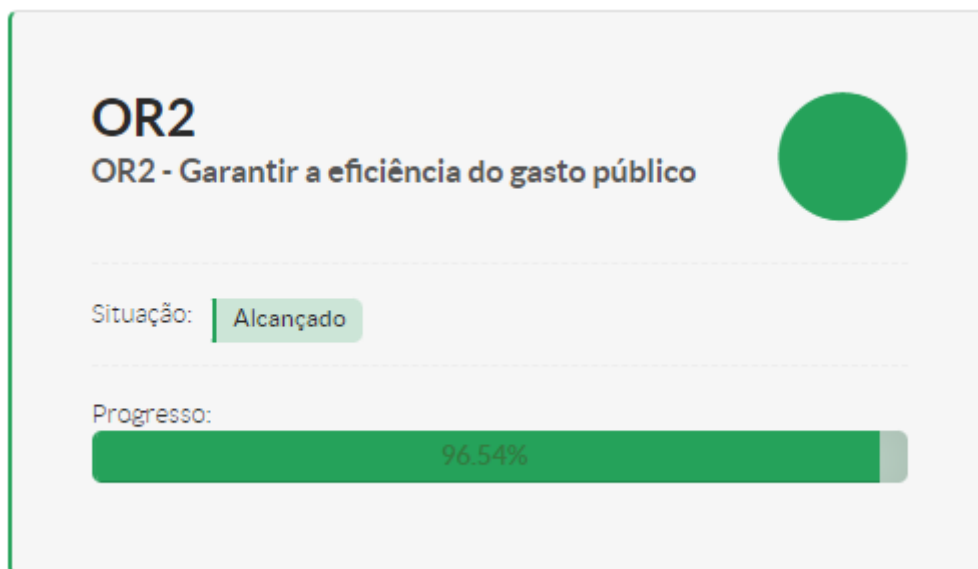 OR2
OR2 - Garantir a eficiência do gasto público
Situação: Alcançado
Progresso:
96.54%